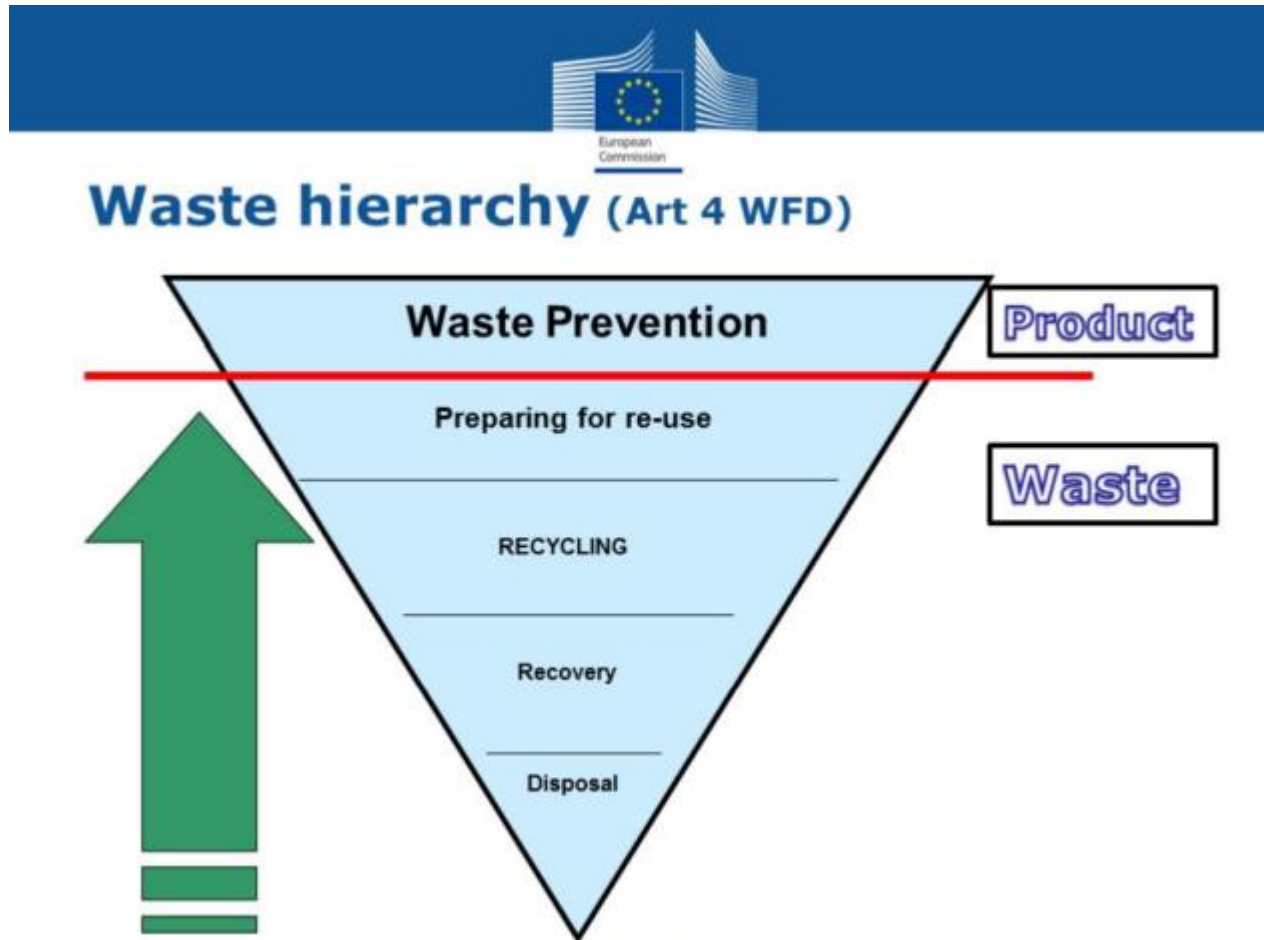 European
Commission
Waste hierarchy (Art 4 WFD)
Waste Prevention
Product
Preparing for re-use
Waste
RECYCLING
Recovery
Disposal